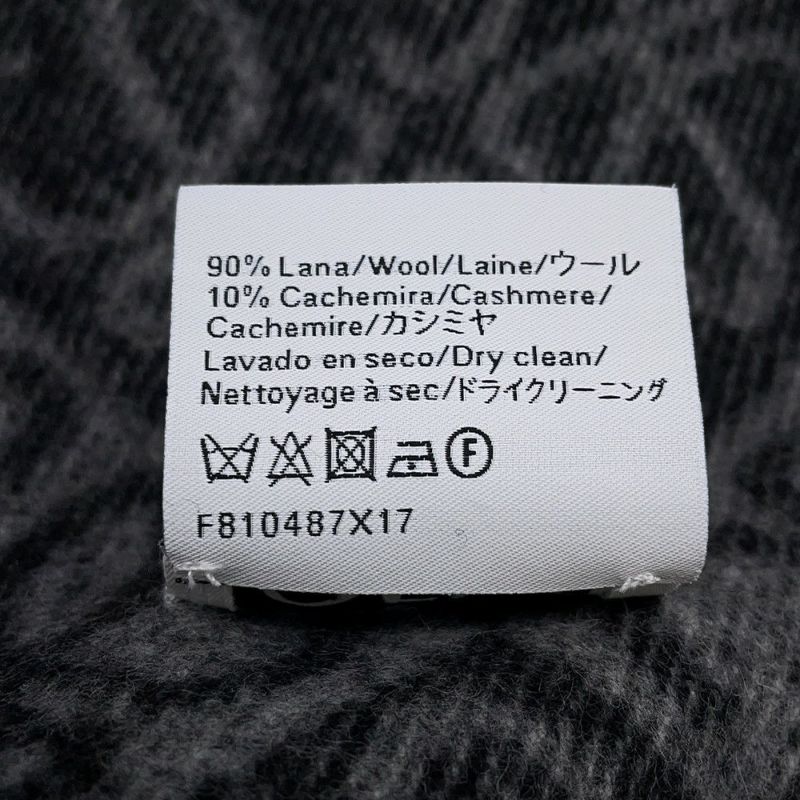 90% Lana/Wool/Laine/ウール
10% Cachemira/Cashmere/
Cachemire/カシミヤ
Lavado en seco/Dry clean/
Nettoyage à sec/ドライクリーニング
F
F810487X17